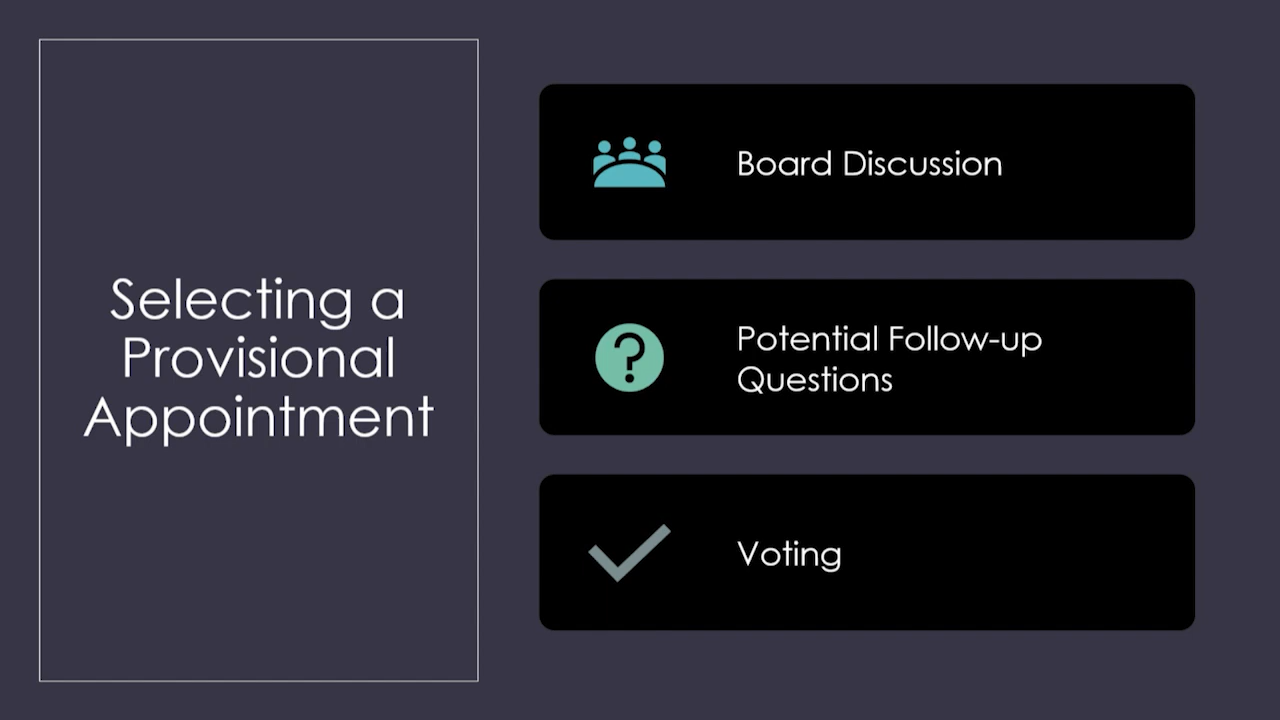 Selecting a
Provisional
Appointment
Board Discussion
Potential Follow-up
Questions
Voting